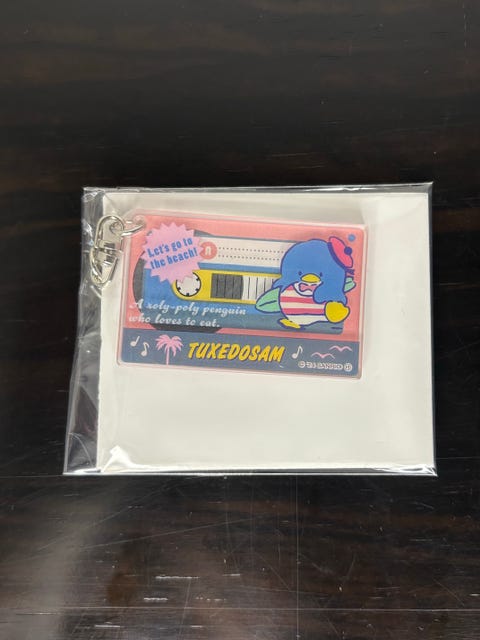 Let's go to
the beach!
A
A roly-poly penguin
who loves to eat.
TUXEDOSAM
© '24 SANRIO